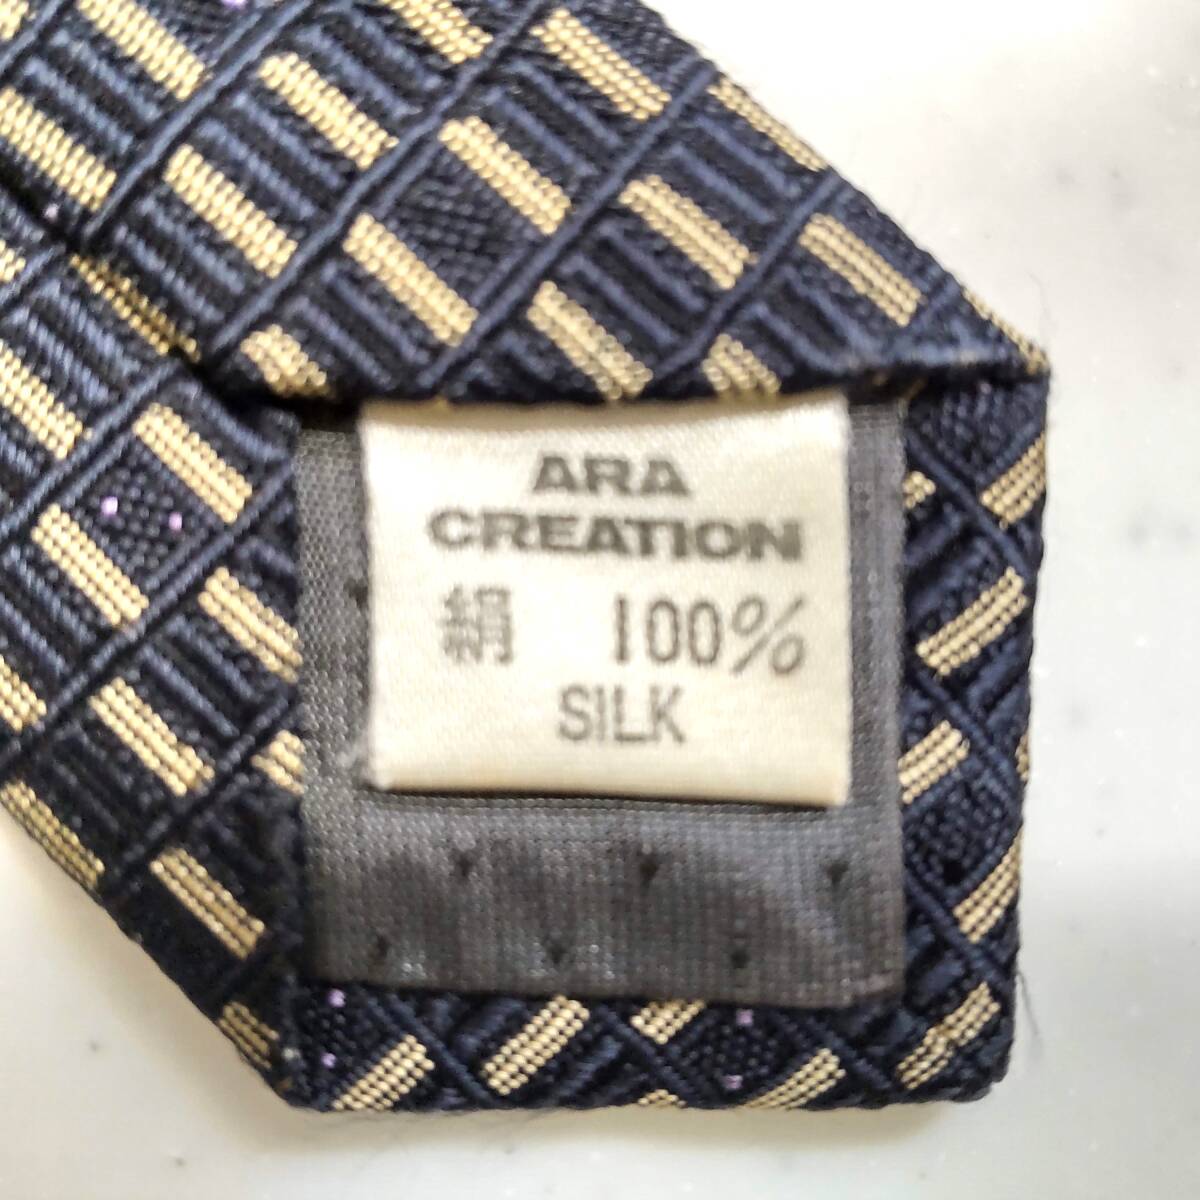 ARA
CREATION
絹 100%
SILK